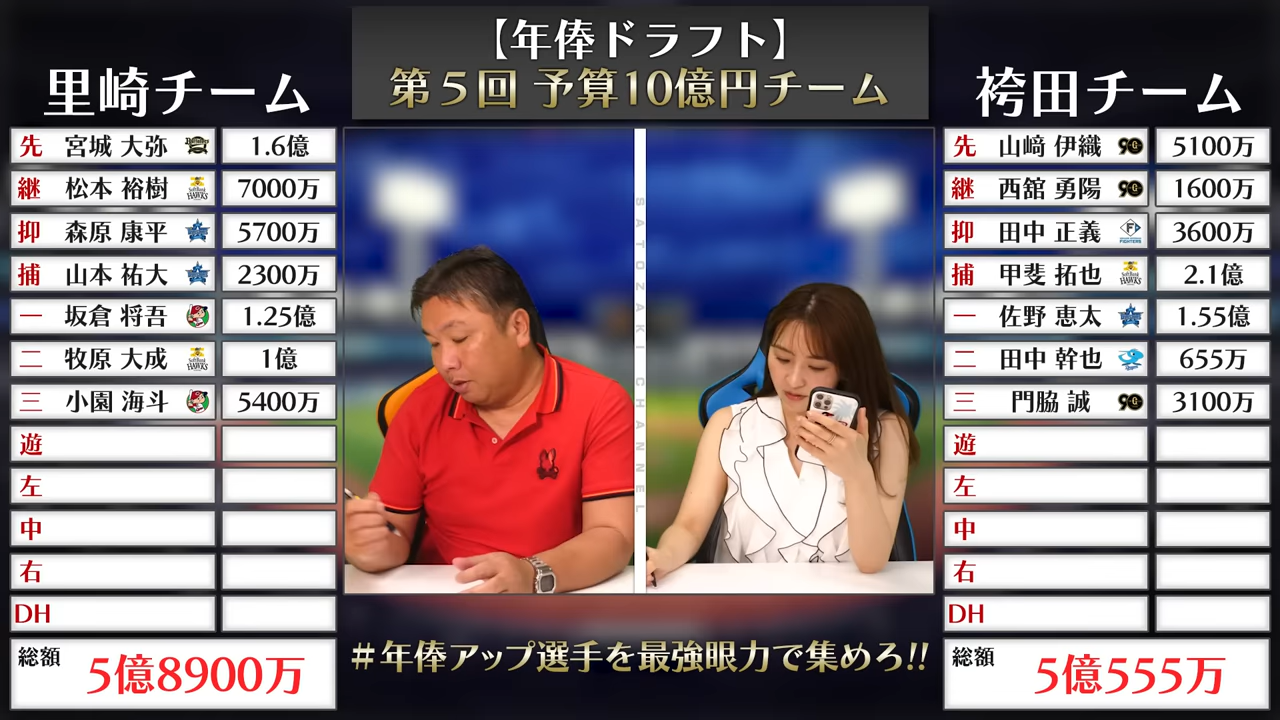 【年俸ドラフト】
第5回 予算10億円チーム
里崎チーム
先 宮城 大弥 1.6億
継 松本 裕樹 7000万
抑 森原 康平 5700万
捕 山本 祐大 2300万
一 坂倉 将吾 1.25億
二 牧原 大成 1億
三 小園 海斗 5400万
遊
左
中
右
DH
総額 5億8900万
SATOZAKI CHANNEL
袴田チーム
先 山﨑 伊織 5100万
継 西舘 勇陽 1600万
抑 田中 正義 3600万
捕 甲斐 拓也 2.1億
一 佐野 恵太 1.55億
二 田中 幹也 655万
三 門脇 誠 3100万
遊
左
中
右
DH
総額 5億555万
#年俸アップ選手を最強眼力で集めろ!!